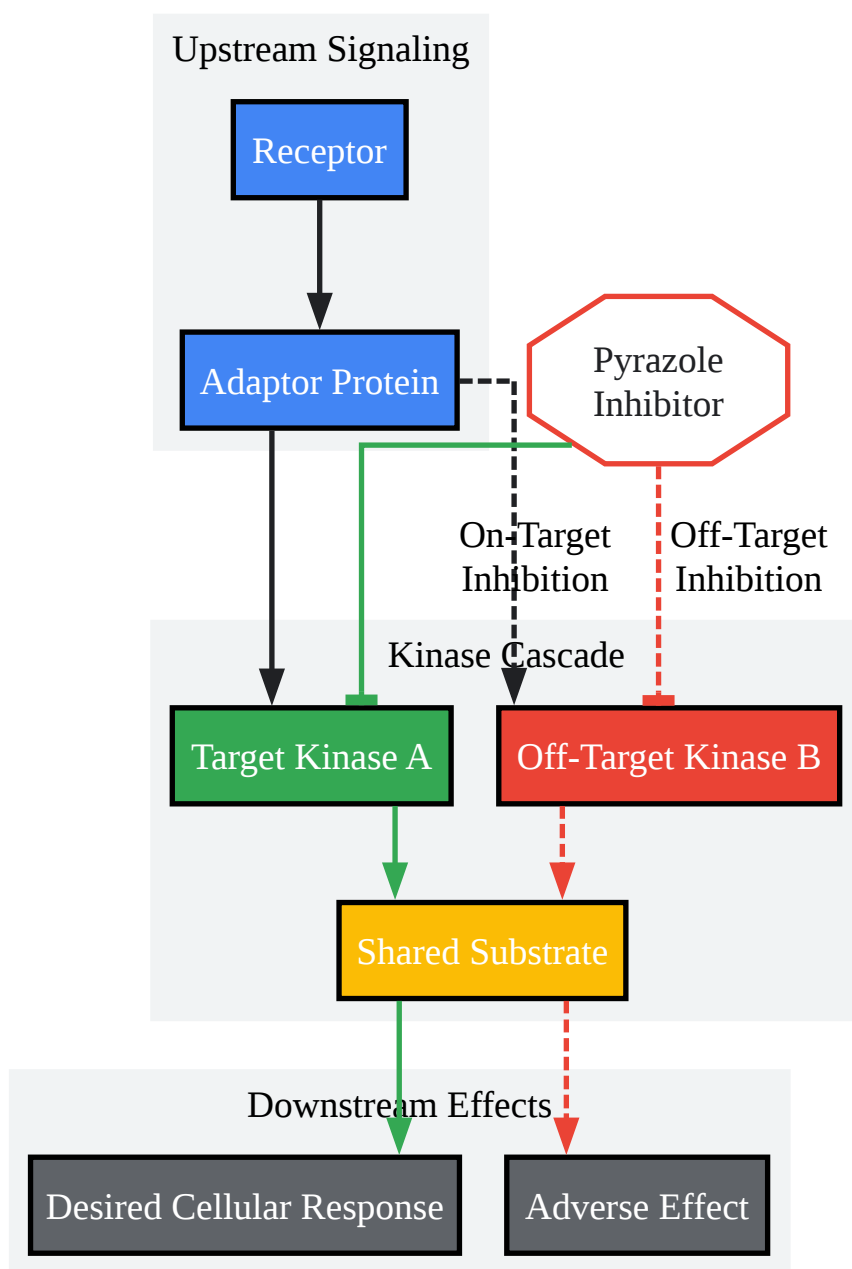 Upstream Signaling
Receptor
Adaptor Protein
Pyrazole
Inhibitor
On-Target
Inhibition
Off-Target
Inhibition
Kinase Cascade
Target Kinase A
Off-Target Kinase B
Shared Substrate
Downstream Effects
Desired Cellular Response
Adverse Effect